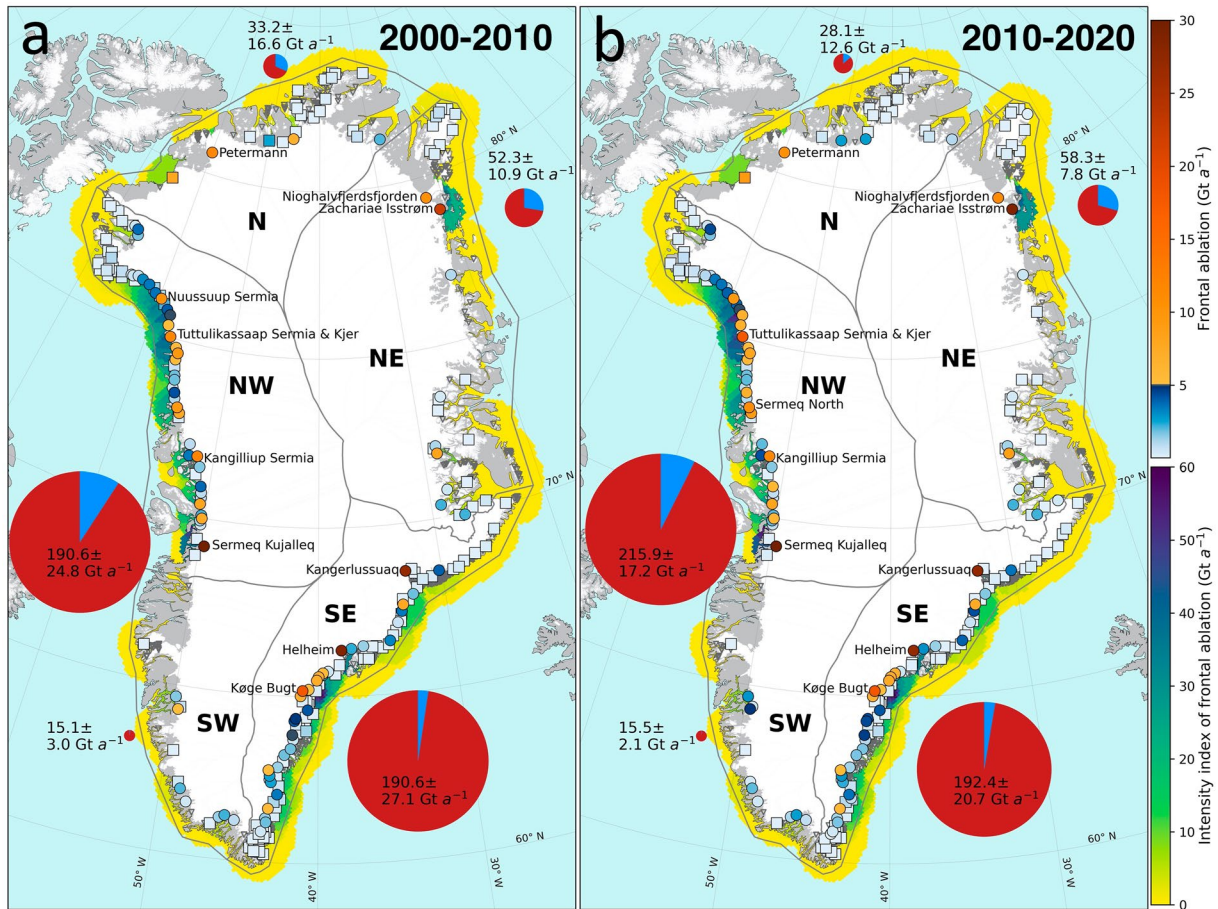 a
2000-2010
33.2±
16.6 Gt a⁻¹
80° N
52.3±
10.9 Gt a⁻¹
Petermann
Nioghalvfjerdsfjorden
Zachariae Isstrøm
N
Nuussuup Sermia
Tuttulikassaap Sermia & Kjer
NE
NW
Kangilliup Sermia
70° N
190.6±
24.8 Gt a⁻¹
Sermeq Kujalleq
Kangerlussuaq
SE
Helheim
Køge Bugt
SW
15.1±
3.0 Gt a⁻¹
190.6±
27.1 Gt a⁻¹
60° N
50° W
40° W
30° W
b
2010-2020
28.1±
12.6 Gt a⁻¹
80° N
58.3±
7.8 Gt a⁻¹
Petermann
Nioghalvfjerdsfjorden
Zachariae Isstrøm
N
Tuttulikassaap Sermia & Kjer
NE
NW
Sermeq North
Kangilliup Sermia
70° N
215.9±
17.2 Gt a⁻¹
Sermeq Kujalleq
Kangerlussuaq
SE
Helheim
Køge Bugt
SW
15.5±
2.1 Gt a⁻¹
192.4±
20.7 Gt a⁻¹
60° N
50° W
40° W
30° W
30
25
20
15
10
5
Frontal ablation (Gt a⁻¹)
60
50
40
30
20
10
0
Intensity index of frontal ablation (Gt a⁻¹)